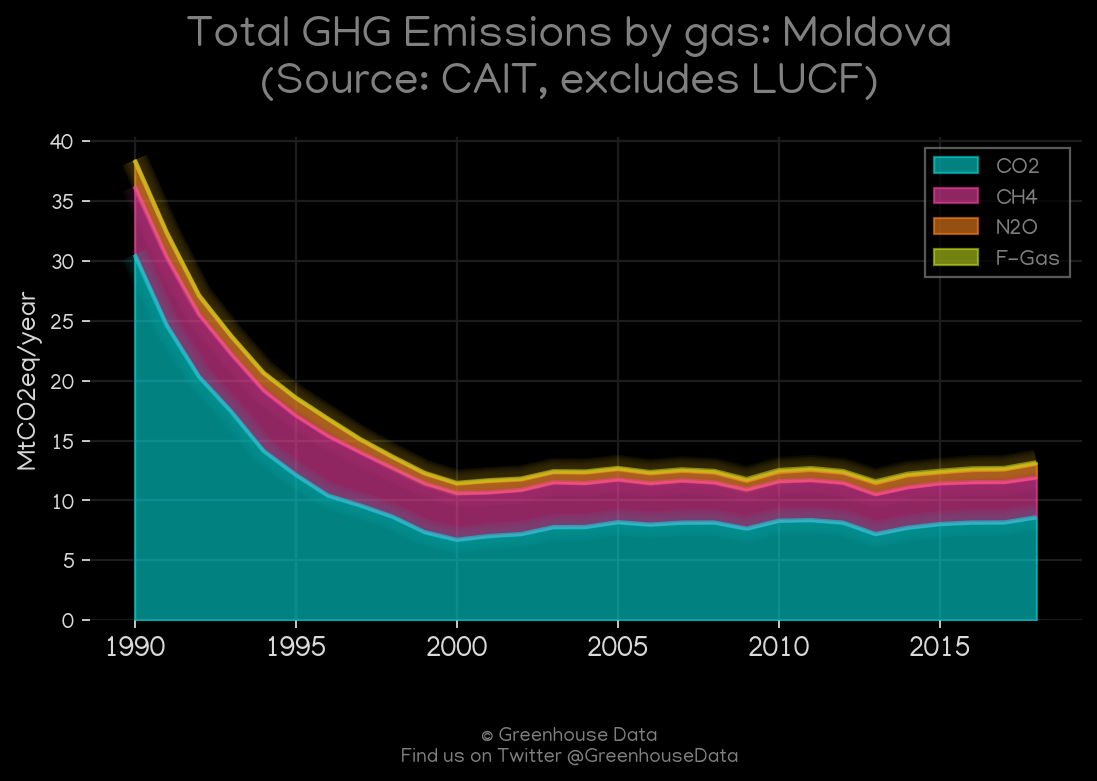 Total GHG Emissions by gas: Moldova
(Source: CAIT, excludes LUCF)
MtCO2eq/year
40
35
30
25
20
15
10
5
0
1990 1995 2000 2005 2010 2015
CO2
CH4
N2O
F-Gas
© Greenhouse Data
Find us on Twitter @GreenhouseData